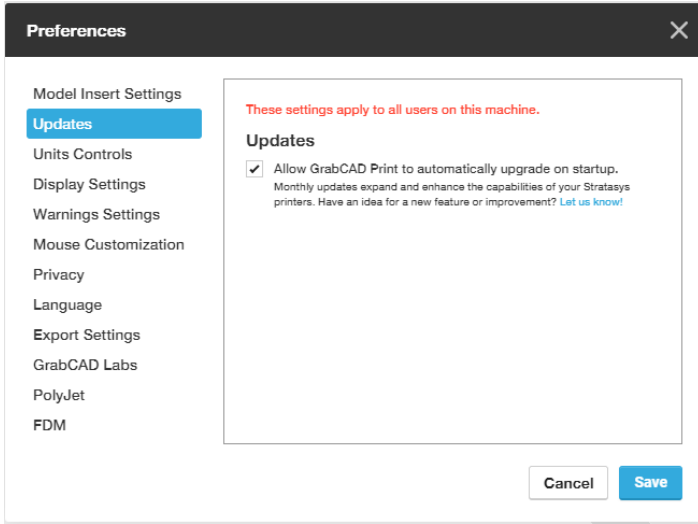 Preferences
Model Insert Settings
Updates
Units Controls
Display Settings
Warnings Settings
Mouse Customization
Privacy
Language
Export Settings
GrabCAD Labs
PolyJet
FDM
These settings apply to all users on this machine.
Updates
Allow GrabCAD Print to automatically upgrade on startup.
Monthly updates expand and enhance the capabilities of your Stratasys
printers. Have an idea for a new feature or improvement? Let us know!
Cancel
Save